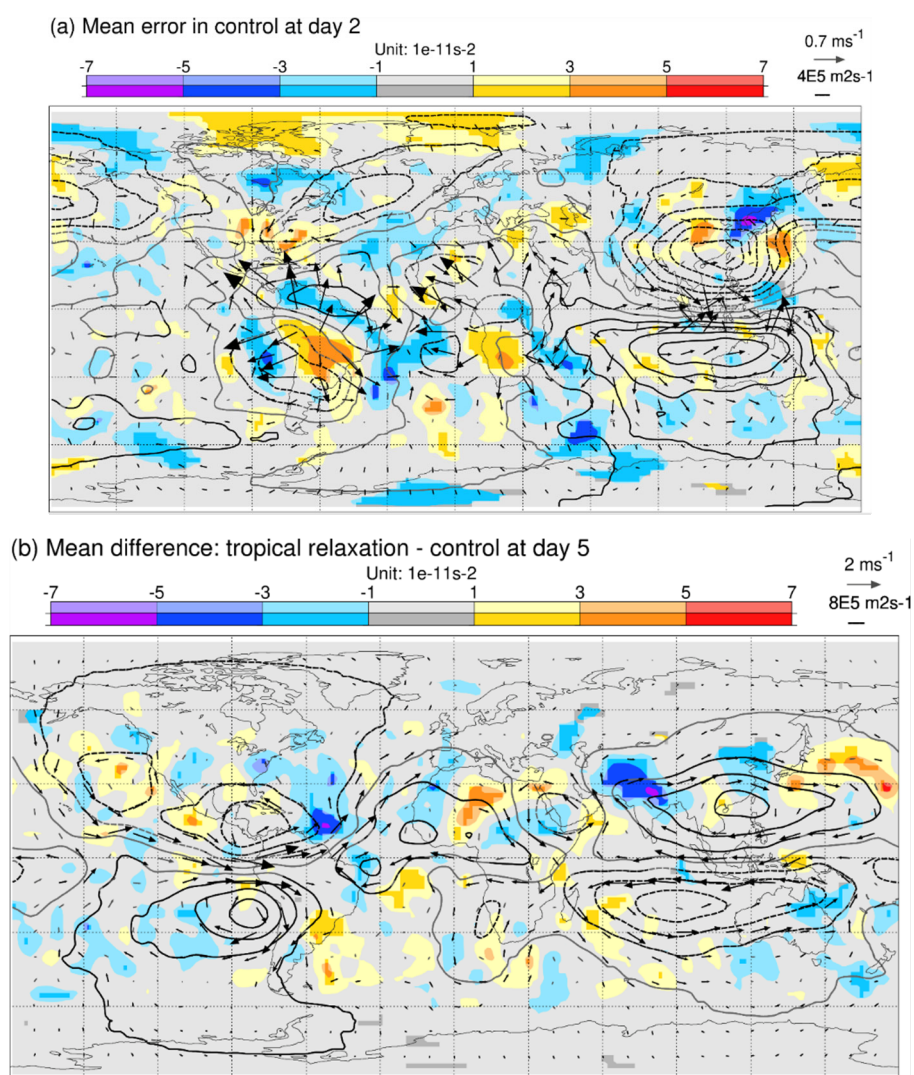 (a) Mean error in control at day 2
Unit: 1e-11s-2
-7 -5 -3 -1 1 3 5 7
0.7 ms-1
4E5 m2s-1
(b) Mean difference: tropical relaxation - control at day 5
Unit: 1e-11s-2
-7 -5 -3 -1 1 3 5 7
2 ms-1
8E5 m2s-1